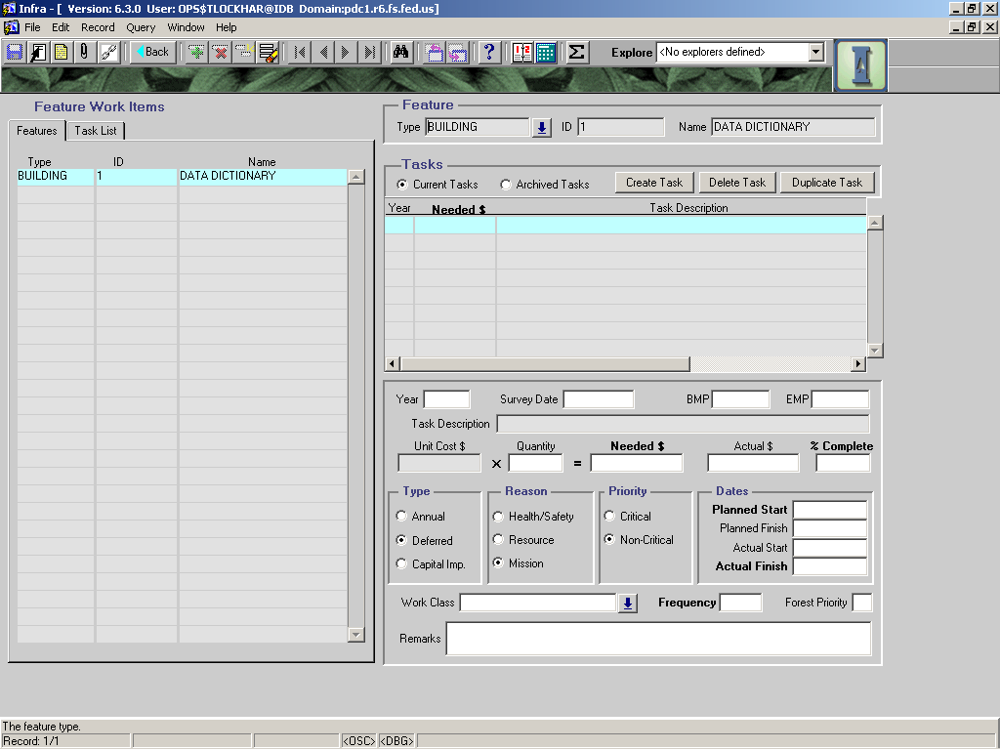 Infra - [ Version: 6.3.0 User: OPS$TLOCKHAR@IDB Domain:pdc1.r6.fs.fed.us]
File Edit Record Query Window Help
Back
?
Σ
Explore <No explorers defined>
Feature Work Items
Features Task List
Type ID Name
BUILDING 1 DATA DICTIONARY
Feature
Type BUILDING ID 1 Name DATA DICTIONARY
Tasks
Current Tasks Archived Tasks Create Task Delete Task Duplicate Task
Year Needed $ Task Description
Year Survey Date BMP EMP
Task Description
Unit Cost $ Quantity Needed $ Actual $ % Complete
X =
Type Reason Priority Dates
Annual Health/Safety Critical Planned Start
Planned Finish
Deferred Resource Non-Critical
Actual Start
Capital Imp. Mission Actual Finish
Work Class Frequency Forest Priority
Remarks
The feature type.
Record: 1/1 <OSC> <DBG>